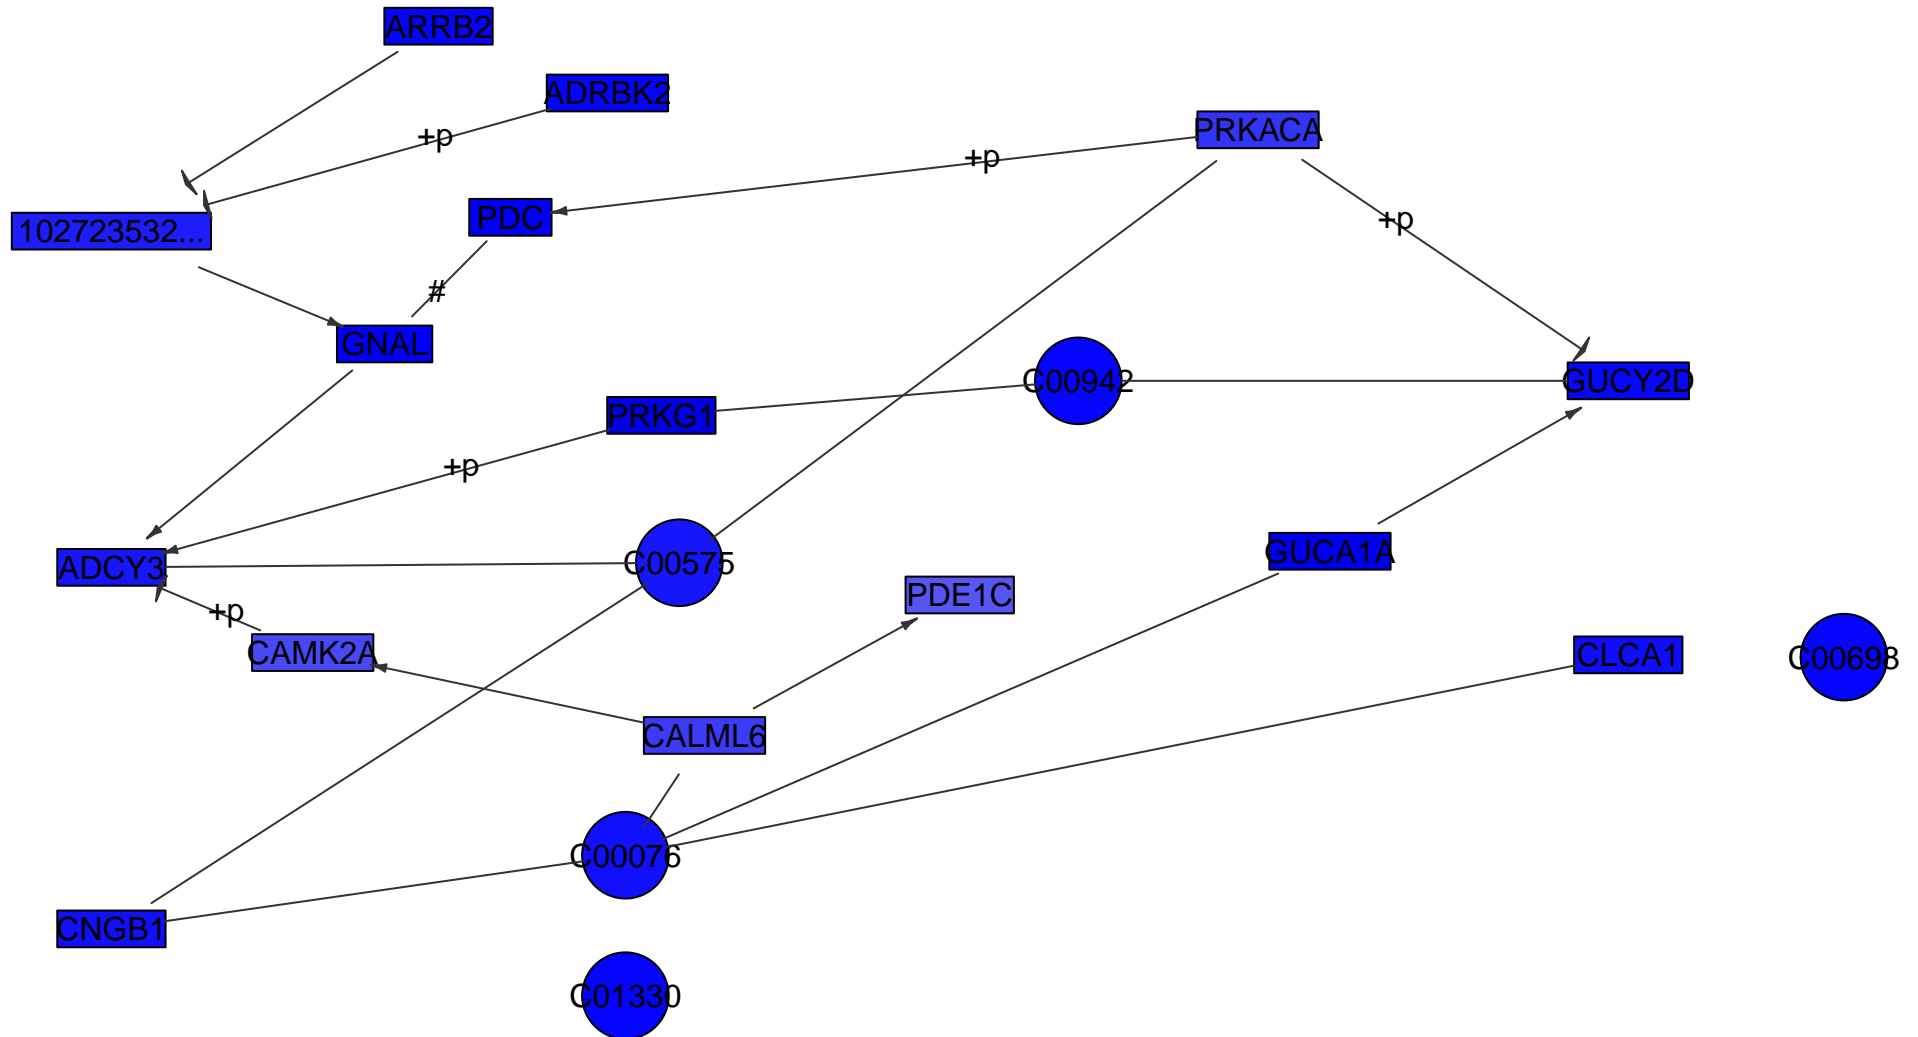 ARRB2
ADRBK2
+p
PRKACA
+p
102723532...
PDC
+p
#
GNAL
C00942
GUCY2D
PRKG1
+p
ADCY3
C00575
GUCA1A
PDE1C
+p
CAMK2A
CLCA1
C00698
CALML6
C00076
CNGB1
C01330